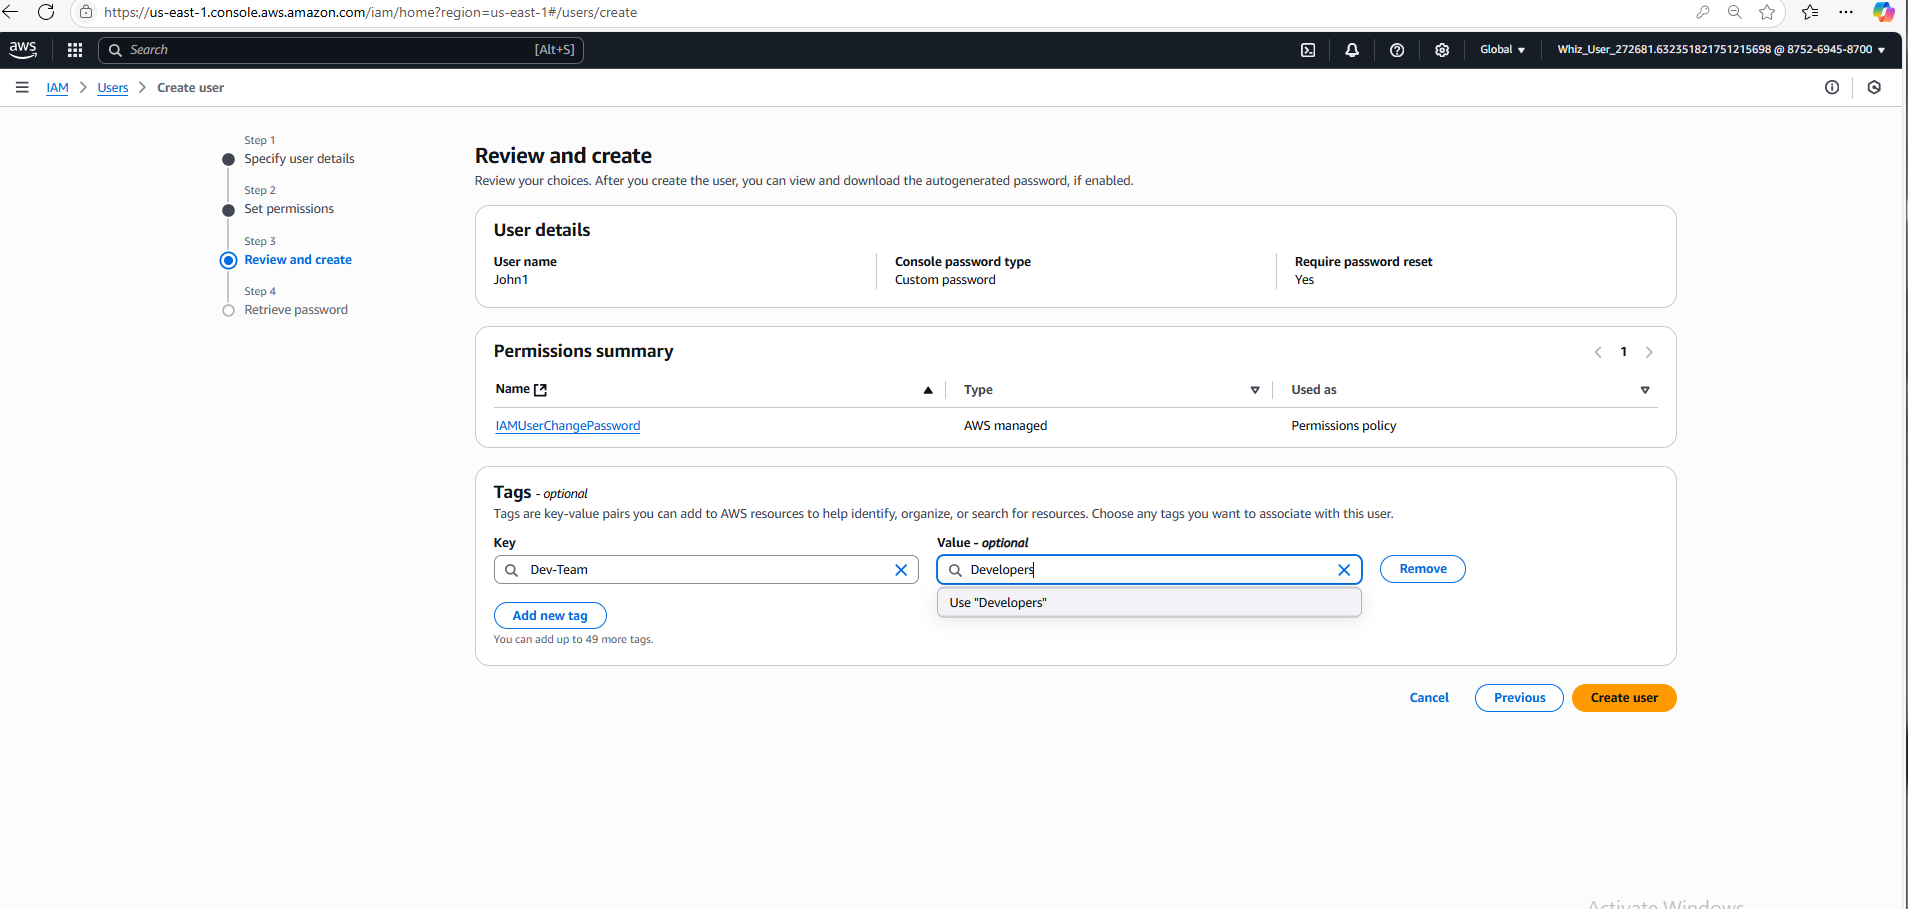 https://us-east-1.console.aws.amazon.com/iam/home?region=us-east-1#/users/create
aws Search [Alt+S] Global Whiz_User_272681.632351821751215698 @ 8752-6945-8700
IAM Users Create user
Step 1
Specify user details
Step 2
Set permissions
Step 3
Review and create
Step 4
Retrieve password
Review and create
Review your choices. After you create the user, you can view and download the autogenerated password, if enabled.
User details
User name Console password type Require password reset
John1 Custom password Yes
Permissions summary 1
Name Type Used as
IAMUserChangePassword AWS managed Permissions policy
Tags - optional
Tags are key-value pairs you can add to AWS resources to help identify, organize, or search for resources. Choose any tags you want to associate with this user.
Key Value - optional
Dev-Team Developers Remove
Use "Developers"
Add new tag
You can add up to 49 more tags.
Cancel Previous Create user
Activate Windows